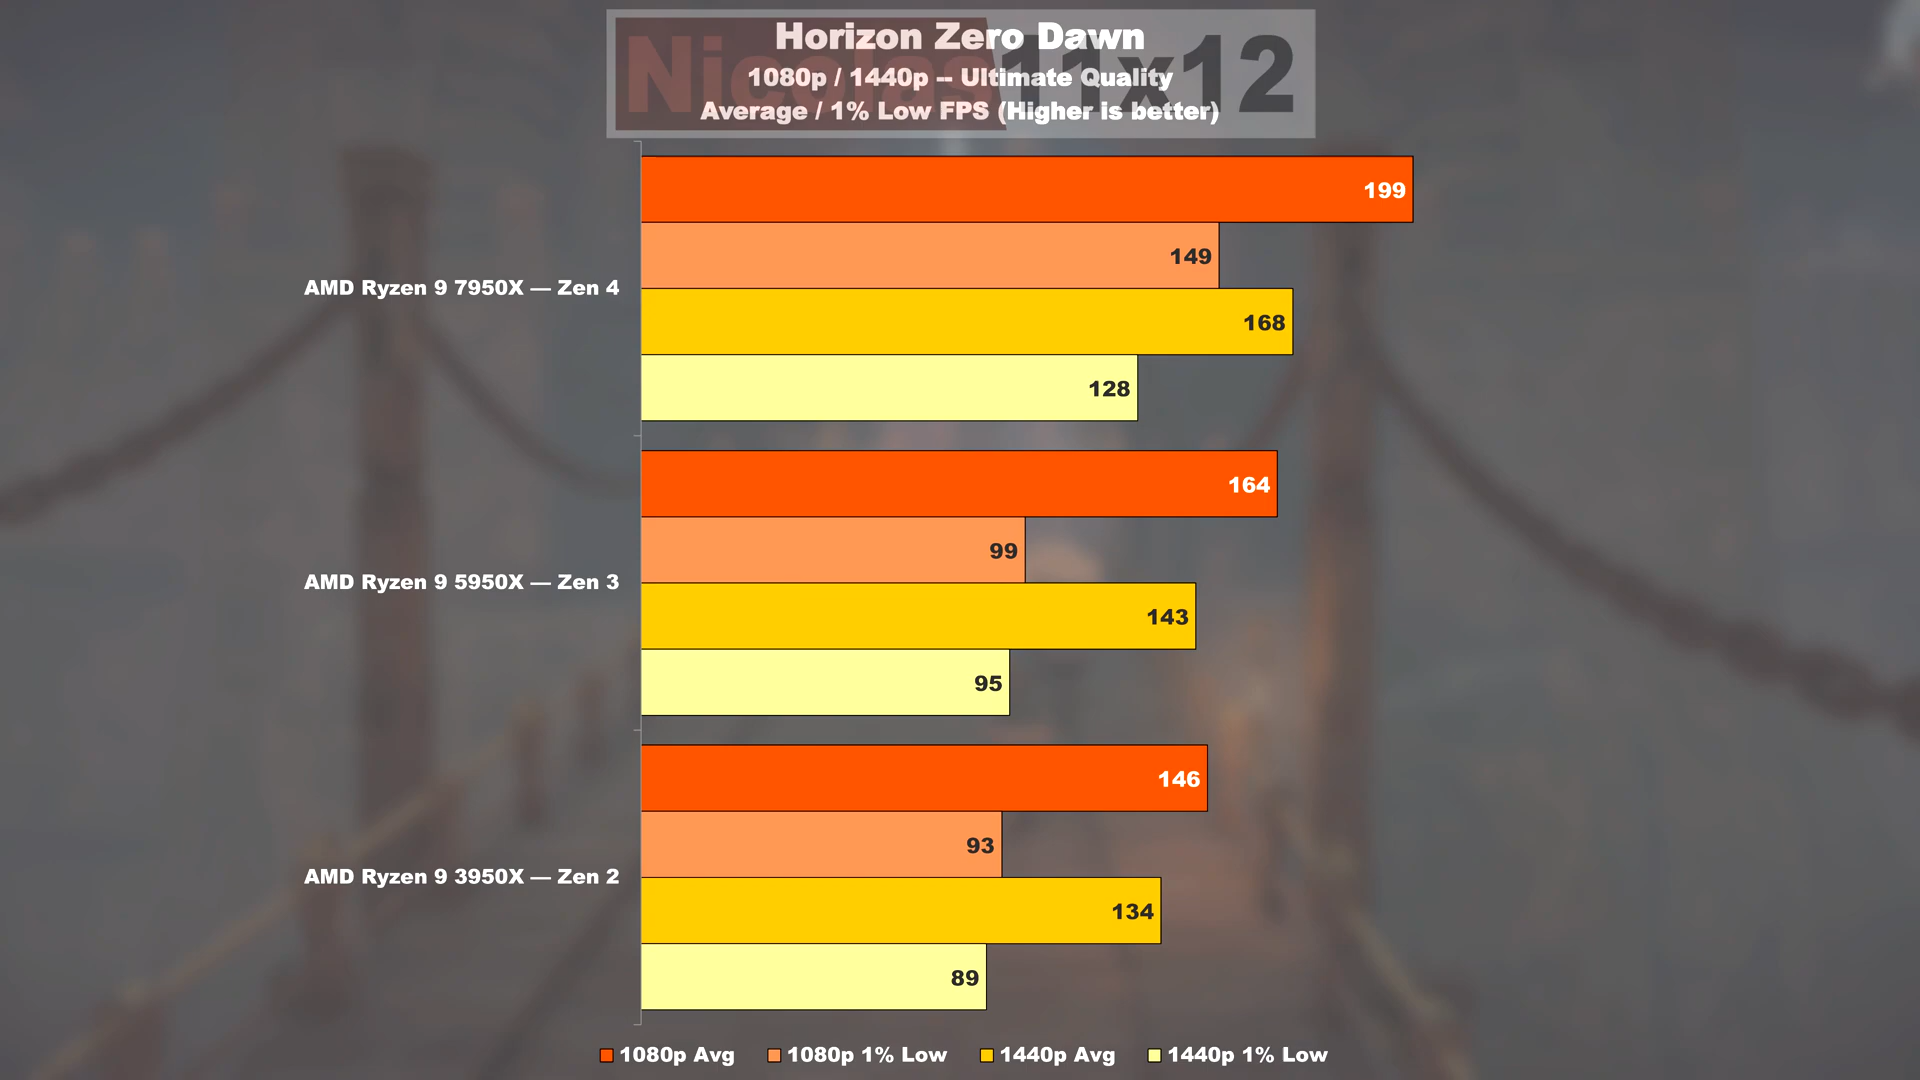 Nicolas11x12
Horizon Zero Dawn
1080p / 1440p -- Ultimate Quality
Average / 1% Low FPS (Higher is better)
199
149
AMD Ryzen 9 7950X — Zen 4
168
128
164
99
AMD Ryzen 9 5950X — Zen 3
143
95
146
93
AMD Ryzen 9 3950X — Zen 2
134
89
1080p Avg 1080p 1% Low 1440p Avg 1440p 1% Low